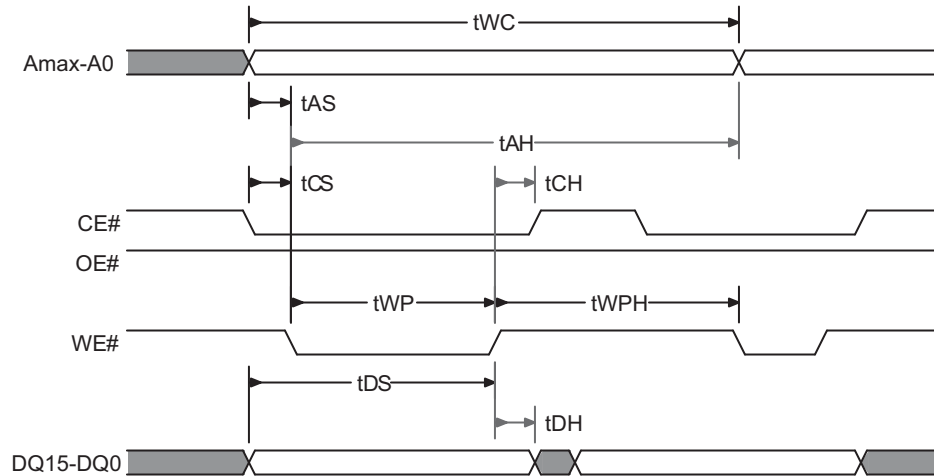 tWC
Amax-A0
tAS
tAH
tCS
tCH
CE#
OE#
tWP
tWPH
WE#
tDS
tDH
DQ15-DQ0